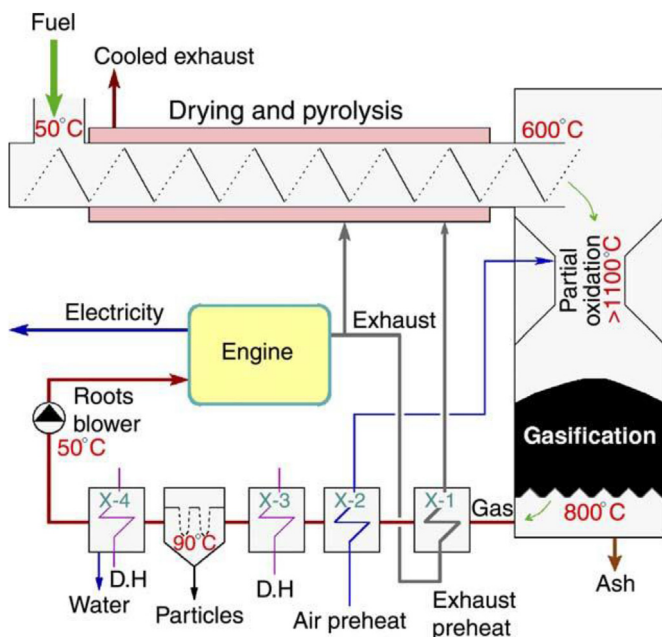 Fuel
Cooled exhaust
Drying and pyrolysis
50°C
600°C
Partial
oxidation
>1100°C
Electricity
Engine
Exhaust
Roots
blower
50°C
Gasification
X-4
X-3
X-2
X-1
Gas
800°C
90°C
D.H
D.H
Water
Particles
Air preheat
Exhaust
preheat
Ash